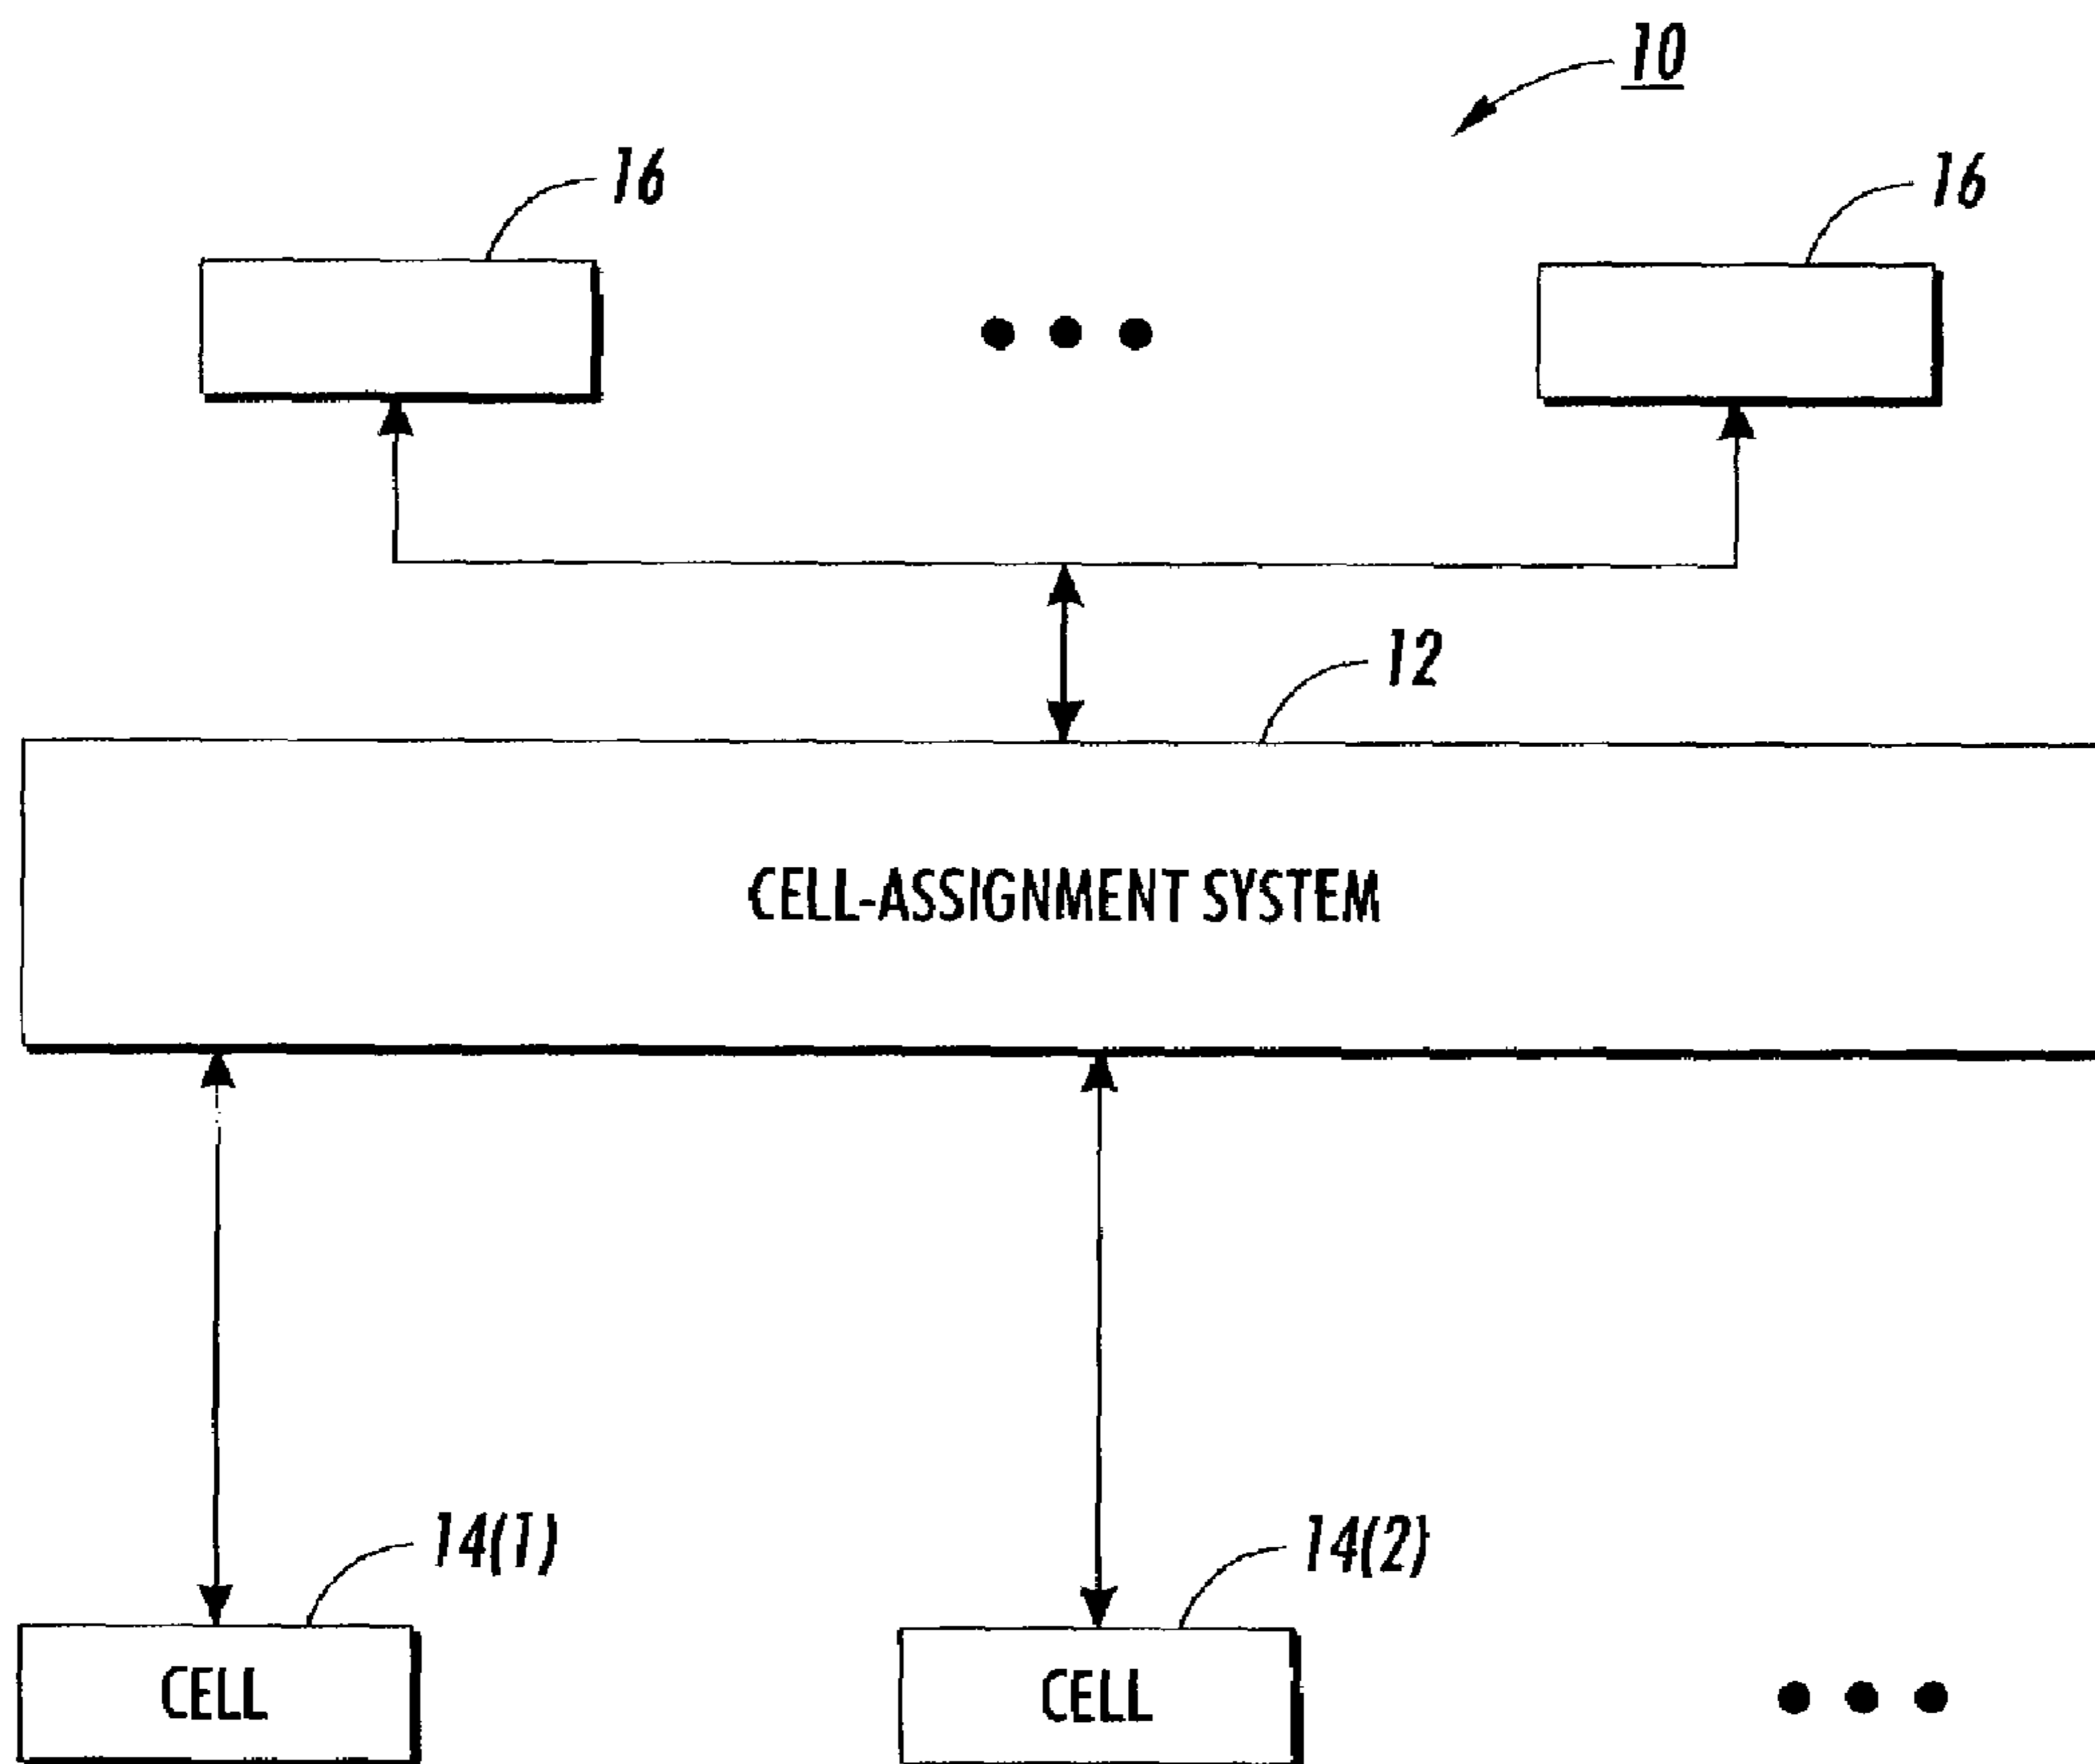 10
16
16
12
CELL-ASSIGNMENT SYSTEM
14(1)
14(2)
CELL
CELL